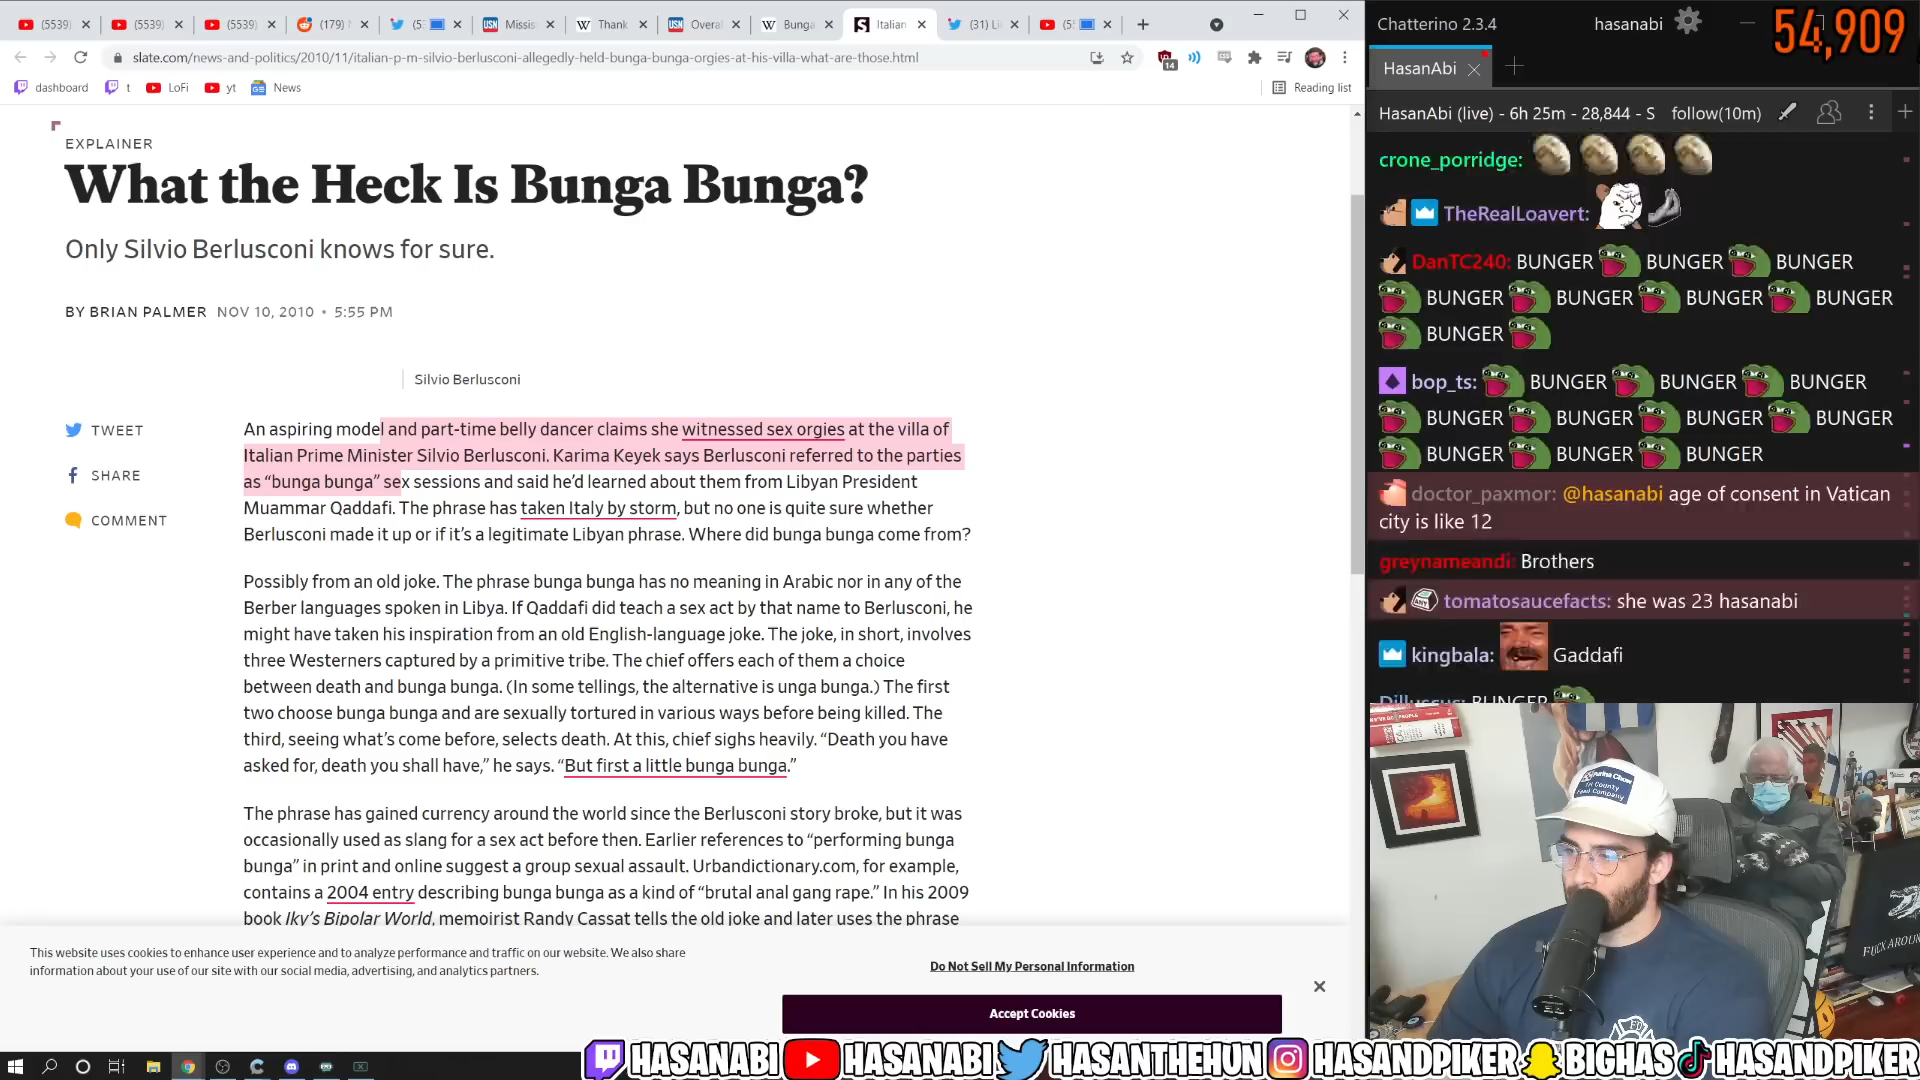 (5539)
(5539)
(5539)
(179)
(5
Missis
Thank
Overal
Bunga
Italian
(31) Li
(5
slate.com/news-and-politics/2010/11/italian-p-m-silvio-berlusconi-allegedly-held-bunga-bunga-orgies-at-his-villa-what-are-those.html
14
dashboard
t
LoFi
yt
News
Reading list
EXPLAINER
What the Heck Is Bunga Bunga?
Only Silvio Berlusconi knows for sure.
BY BRIAN PALMER NOV 10, 2010 • 5:55 PM
Silvio Berlusconi
TWEET
SHARE
COMMENT
An aspiring model and part-time belly dancer claims she witnessed sex orgies at the villa of
Italian Prime Minister Silvio Berlusconi. Karima Keyek says Berlusconi referred to the parties
as “bunga bunga” sex sessions and said he’d learned about them from Libyan President
Muammar Qaddafi. The phrase has taken Italy by storm, but no one is quite sure whether
Berlusconi made it up or if it’s a legitimate Libyan phrase. Where did bunga bunga come from?
Possibly from an old joke. The phrase bunga bunga has no meaning in Arabic nor in any of the
Berber languages spoken in Libya. If Qaddafi did teach a sex act by that name to Berlusconi, he
might have taken his inspiration from an old English-language joke. The joke, in short, involves
three Westerners captured by a primitive tribe. The chief offers each of them a choice
between death and bunga bunga. (In some tellings, the alternative is unga bunga.) The first
two choose bunga bunga and are sexually tortured in various ways before being killed. The
third, seeing what’s come before, selects death. At this, chief sighs heavily. “Death you have
asked for, death you shall have,” he says. “But first a little bunga bunga.”
The phrase has gained currency around the world since the Berlusconi story broke, but it was
occasionally used as slang for a sex act before then. Earlier references to “performing bunga
bunga” in print and online suggest a group sexual assault. Urbandictionary.com, for example,
contains a 2004 entry describing bunga bunga as a kind of “brutal anal gang rape.” In his 2009
book Iky’s Bipolar World, memoirist Randy Cassat tells the old joke and later uses the phrase
This website uses cookies to enhance user experience and to analyze performance and traffic on our website. We also share
information about your use of our site with our social media, advertising, and analytics partners.
Do Not Sell My Personal Information
Accept Cookies
Chatterino 2.3.4
hasanabi
54,909
HasanAbi
HasanAbi (live) - 6h 25m - 28,844 - S
follow(10m)
crone_porridge:
TheRealLoavert:
DanTC240: BUNGER BUNGER BUNGER
BUNGER BUNGER BUNGER BUNGER
BUNGER
bop_ts: BUNGER BUNGER BUNGER
BUNGER BUNGER BUNGER BUNGER
BUNGER BUNGER BUNGER
doctor_paxmor: @hasanabi age of consent in Vatican
city is like 12
greynameandi: Brothers
tomatosaucefacts: she was 23 hasanabi
kingbala: Gaddafi
BUNGER
HASANABI HASANABI HASANTHEHUN HASANDPIKER BIGHAS HASANDPIKER